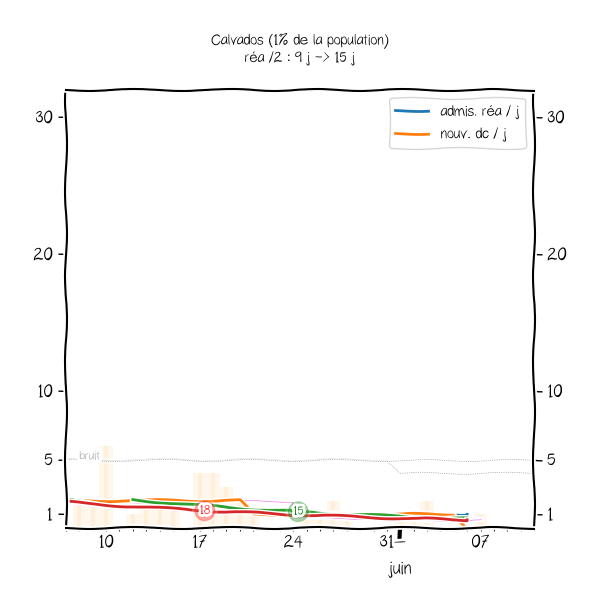 Calvados (1% de la population)
réa /2 : 9 j -> 15 j
admis. réa / j
nouv. dc / j
30
30
20
20
10
10
5
bruit
5
1
18
15
1
10
17
24
31
07
juin